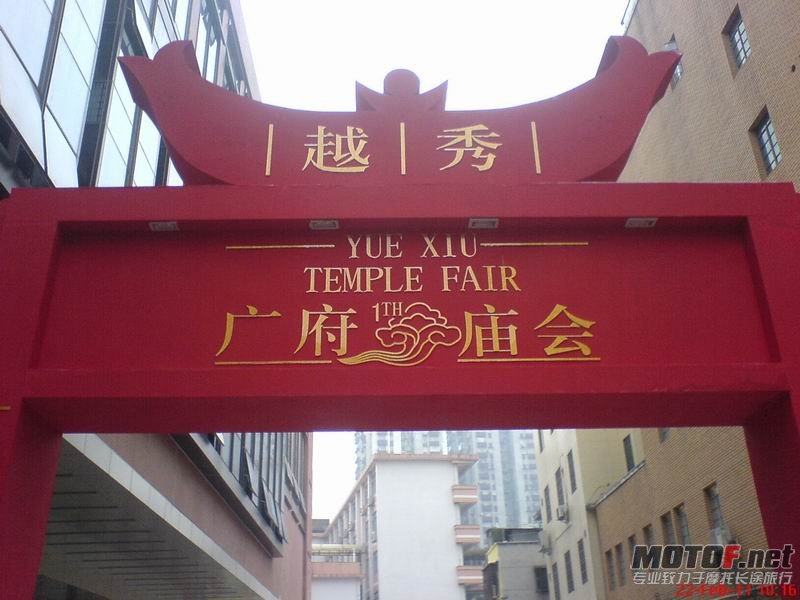 越 秀
YUE XIU
TEMPLE FAIR
广府 1TH 庙会
MOTOF.net
专业致力于摩托长途旅行